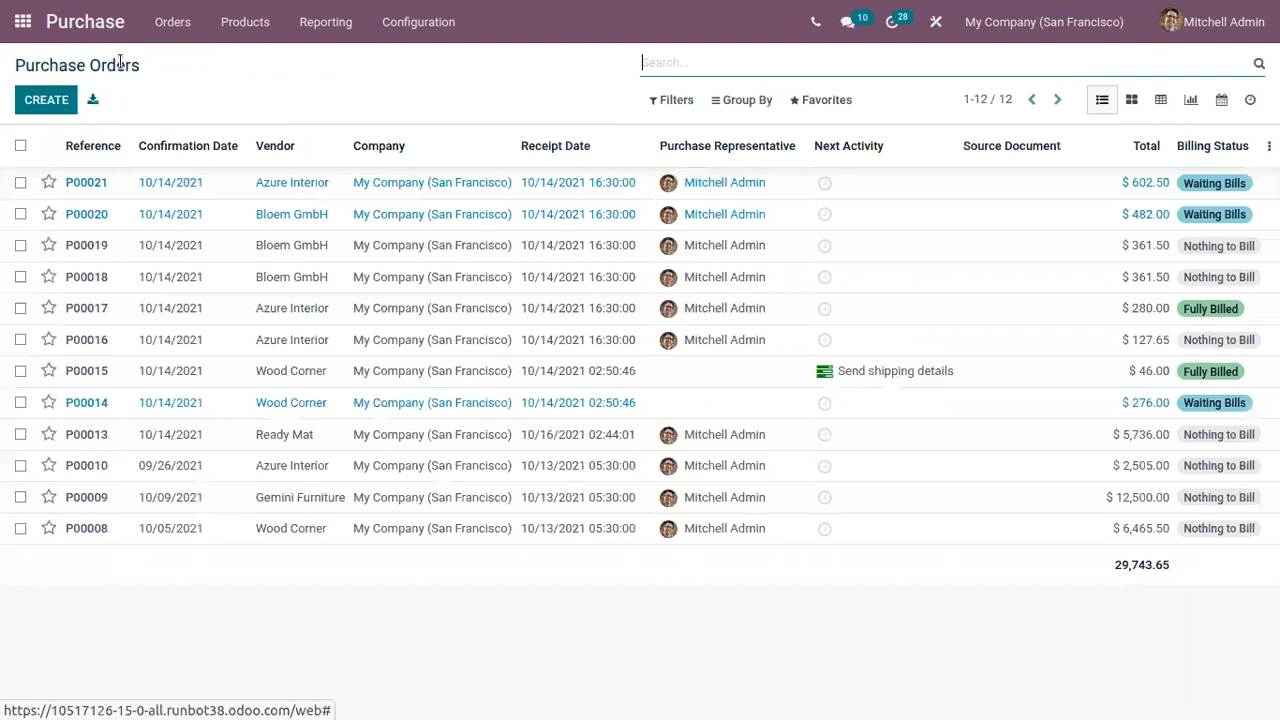 Purchase Orders Products Reporting Configuration 10 28 My Company (San Francisco) Mitchell Admin
Purchase Orders Search...
CREATE Filters Group By Favorites 1-12 / 12
Reference Confirmation Date Vendor Company Receipt Date Purchase Representative Next Activity Source Document Total Billing Status
P00021 10/14/2021 Azure Interior My Company (San Francisco) 10/14/2021 16:30:00 Mitchell Admin $ 602.50 Waiting Bills
P00020 10/14/2021 Bloem GmbH My Company (San Francisco) 10/14/2021 16:30:00 Mitchell Admin $ 482.00 Waiting Bills
P00019 10/14/2021 Bloem GmbH My Company (San Francisco) 10/14/2021 16:30:00 Mitchell Admin $ 361.50 Nothing to Bill
P00018 10/14/2021 Bloem GmbH My Company (San Francisco) 10/14/2021 16:30:00 Mitchell Admin $ 361.50 Nothing to Bill
P00017 10/14/2021 Azure Interior My Company (San Francisco) 10/14/2021 16:30:00 Mitchell Admin $ 280.00 Fully Billed
P00016 10/14/2021 Azure Interior My Company (San Francisco) 10/14/2021 16:30:00 Mitchell Admin $ 127.65 Nothing to Bill
P00015 10/14/2021 Wood Corner My Company (San Francisco) 10/14/2021 02:50:46 Send shipping details $ 46.00 Fully Billed
P00014 10/14/2021 Wood Corner My Company (San Francisco) 10/14/2021 02:50:46 $ 276.00 Waiting Bills
P00013 10/14/2021 Ready Mat My Company (San Francisco) 10/16/2021 02:44:01 Mitchell Admin $ 5,736.00 Nothing to Bill
P00010 09/26/2021 Azure Interior My Company (San Francisco) 10/13/2021 05:30:00 Mitchell Admin $ 2,505.00 Nothing to Bill
P00009 10/09/2021 Gemini Furniture My Company (San Francisco) 10/13/2021 05:30:00 Mitchell Admin $ 12,500.00 Nothing to Bill
P00008 10/05/2021 Wood Corner My Company (San Francisco) 10/13/2021 05:30:00 Mitchell Admin $ 6,465.50 Nothing to Bill
29,743.65
https://10517126-15-0-all.runbot38.odoo.com/web#